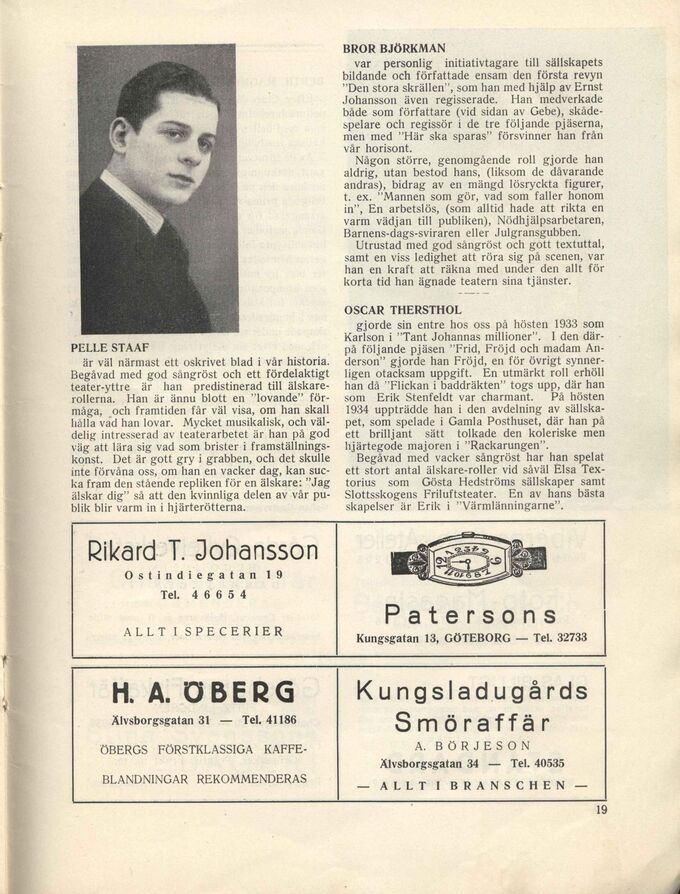 PELLE STAAF
är väl närmast ett oskrivet blad i vår historia.
Begåvad med god sångröst och ett fördelaktigt
teater-yttre är han predistinerad till älskare-
rollerna. Han är ännu blott en "lovande" för-
måga, och framtiden får väl visa, om han skall
hålla vad han lovar. Mycket musikalisk, och väl-
delig intresserad av teaterarbetet är han på god
väg att lära sig vad som brister i framställnings-
konst. Det är gott gry i grabben, och det skulle
inte förvåna oss, om han en vacker dag, kan suc-
ka fram den stående repliken för en älskare: "Jag
älskar dig" så att den kvinnliga delen av vår pu-
blik blir varm in i hjärterötterna.
BROR BJÖRKMAN
var personlig initiativtagare till sällskapets
bildande och författade ensam den första revyn
"Den stora skrällen", som han med hjälp av Ernst
Johansson även regisserade. Han medverkade
både som författare (vid sidan av Gebe), skåde-
spelare och regissör i de tre följande pjäserna,
men med "Här ska sparas" försvinner han från
vår horisont.
Någon större, genomgående roll gjorde han
aldrig, utan bestod hans, (liksom de dåvarande
andras), bidrag av en mängd lösryckta figurer,
t. ex. "Mannen som gör, vad som faller honom
in", En arbetslös, (som alltid hade att rikta en
varm vädjan till publiken), Nödhjälpsarbetaren,
Barnens-dags-sviraren eller Julgransgubben.
Utrustad med god sångröst och gott textuttal,
samt en viss ledighet att röra sig på scenen, var
han en kraft att räkna med under den allt för
korta tid han ägnade teatern sina tjänster.
OSCAR THERSTHOL
gjorde sin entre hos oss på hösten 1933 som
Karlson i "Tant Johannas millioner". I den där-
på följande pjäsen "Frid, Fröjd och madam An-
derson" gjorde han Fröjd, en för övrigt synner-
ligen otacksam uppgift. En utmärkt roll erhöll
han då "Flickan i baddräkten" togs upp, där han
som Erik Stenfeldt var charmant. På hösten
1934 uppträdde han i den avdelning av sällska-
pet, som spelade i Gamla Posthuset, där han på
ett brilljant sätt tolkade den koleriske men
hjärtegode majoren i "Rackarungen".
Begåvad med vacker sångröst har han spelat
ett stort antal älskare-roller vid såväl Elsa Tex-
torius som Gösta Hedströms sällskaper samt
Slottsskogens Friluftsteater. En av hans bästa
skapelser är Erik i "Värmlänningarne".
Rikard T. Johansson
Ostindiegatan 19
Tel. 46654
ALLT I SPECERIER
Patersons
Kungsgatan 13, GÖTEBORG — Tel. 32733
H. A. ÖBERG
Älvsborgsgatan 31 — Tel. 41186
ÖBERGS FÖRSTKLASSIGA KAFFE-
BLANDNINGAR REKOMMENDERAS
Kungsladugårds
Smöraffär
A. BÖRJESON
Älvsborgsgatan 34 — Tel. 40535
— ALLT I BRANSCHEN —
19